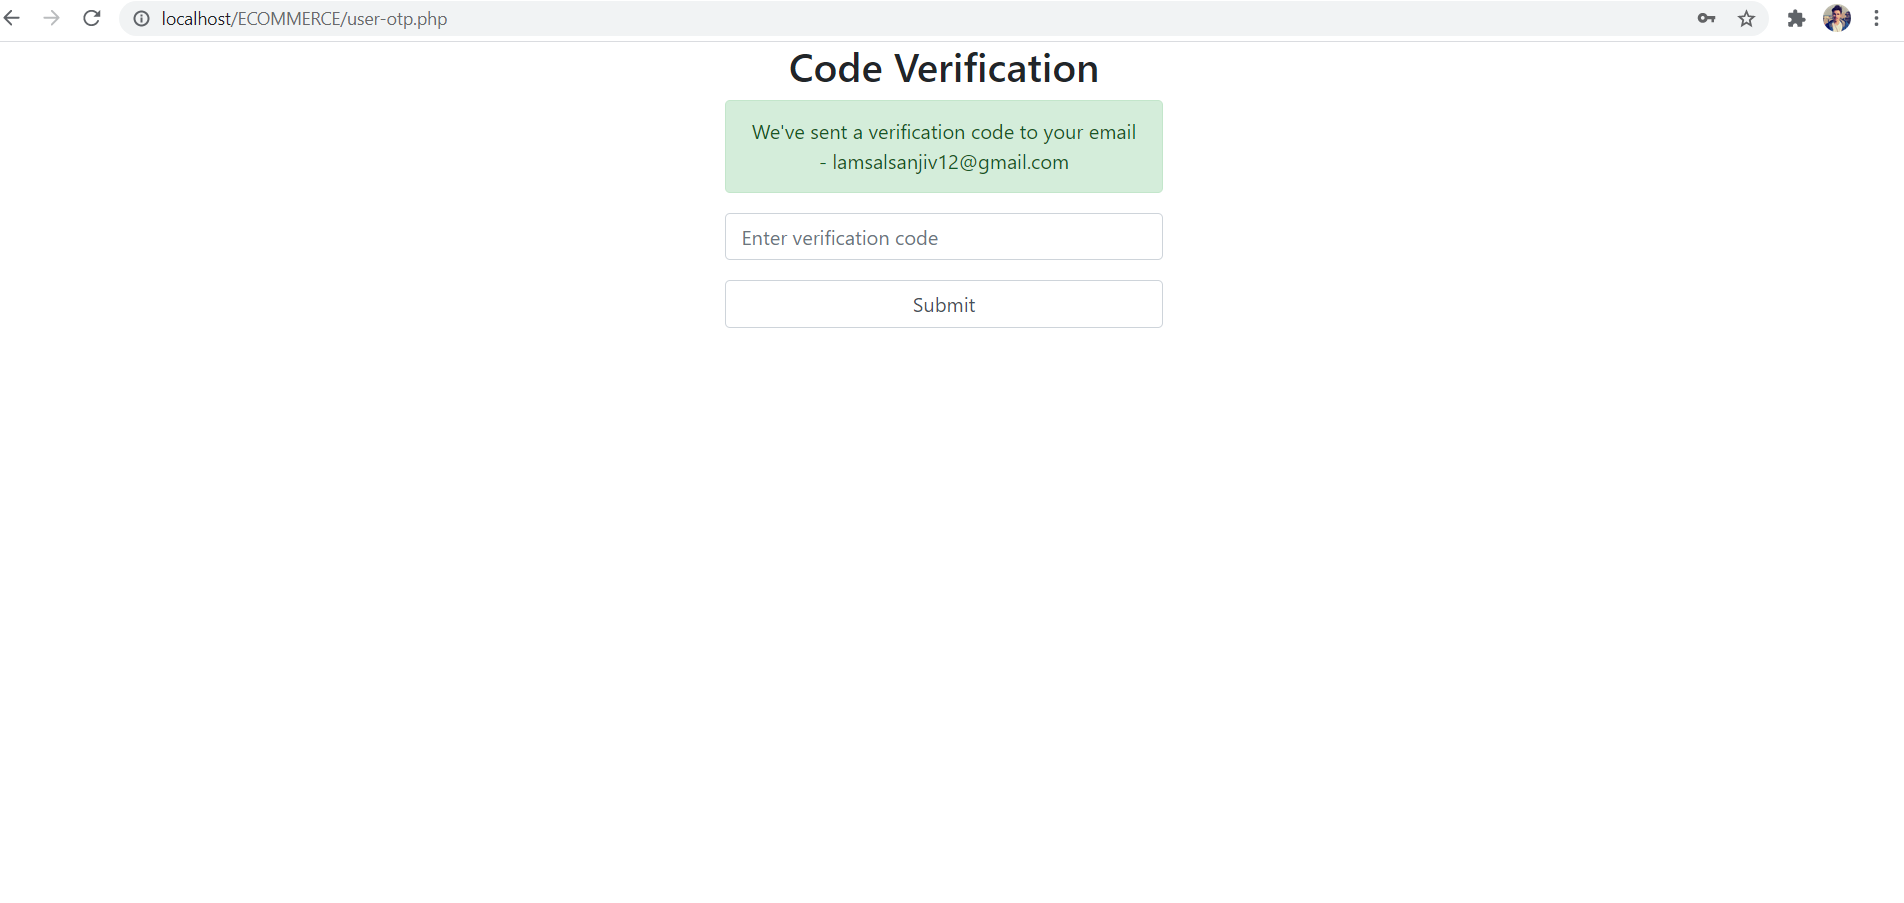 localhost/ECOMMERCE/user-otp.php
Code Verification
We've sent a verification code to your email
- lamsalsanjiv12@gmail.com
Enter verification code
Submit